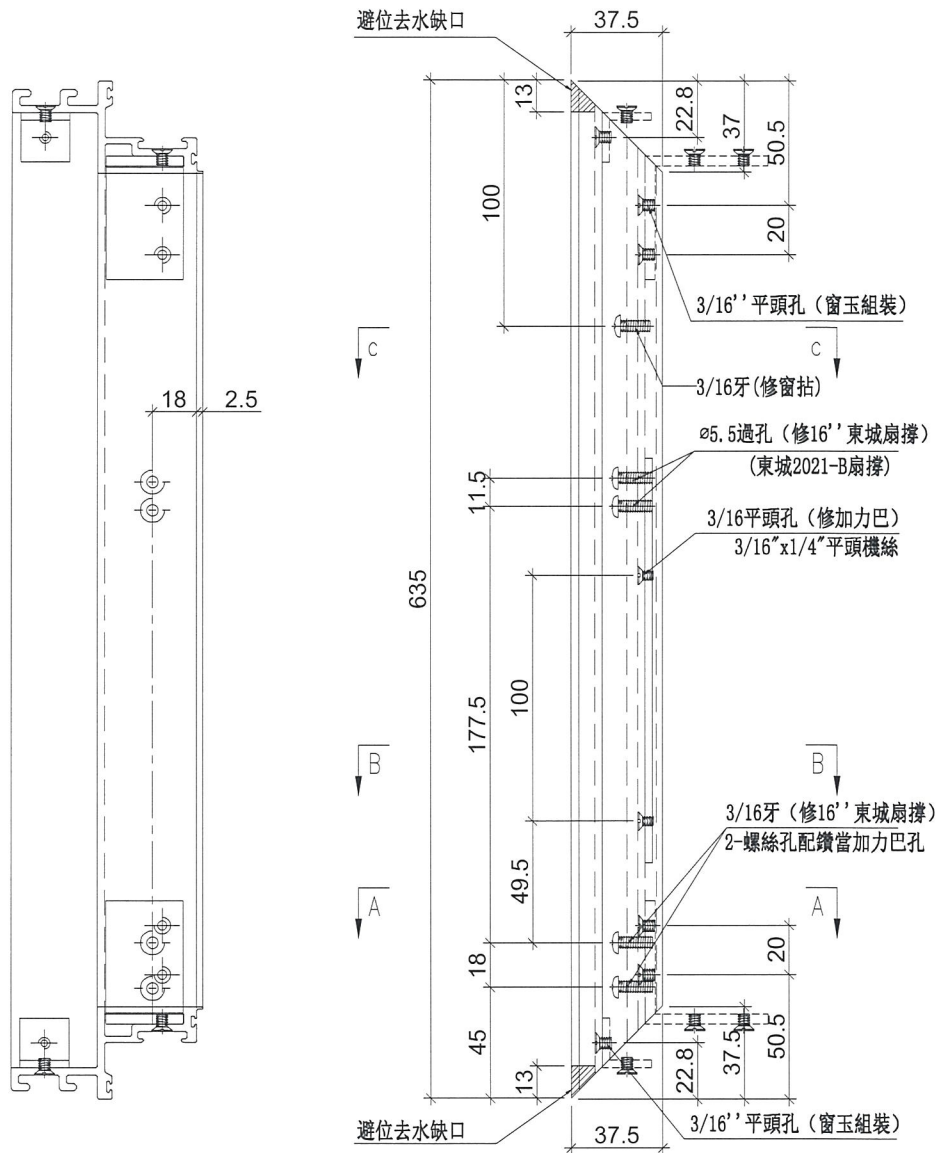 避位去水缺口
37.5
13
22.8
37
50.5
100
20
3/16''平頭孔（窗玉組裝）
C
C
3/16牙(修窗拈)
18
2.5
ø5.5過孔（修16''東城扇撐）
(東城2021-B扇撐)
11.5
3/16平頭孔（修加力巴）
3/16"x1/4"平頭機絲
635
100
177.5
B
B
3/16牙（修16''東城扇撐）
2-螺絲孔配鑽當加力巴孔
49.5
A
A
20
18
45
50.5
37.5
22.8
13
3/16''平頭孔（窗玉組裝）
避位去水缺口
37.5